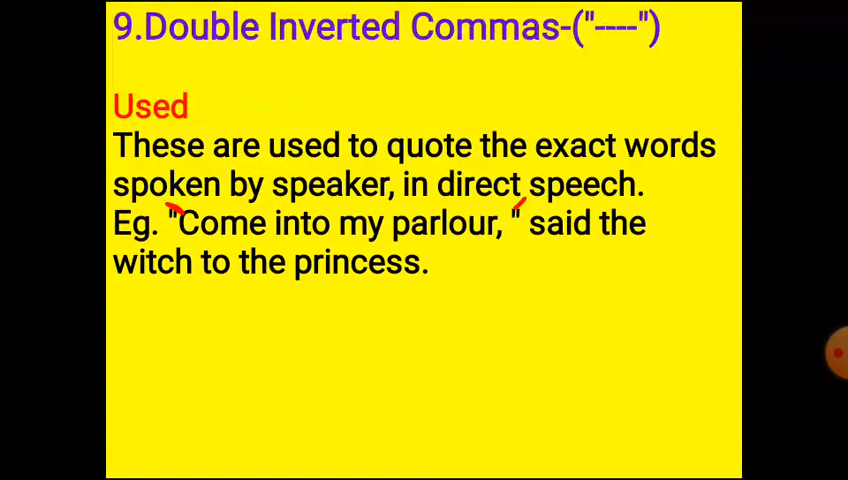 9.Double Inverted Commas-("----")
Used
These are used to quote the exact words
spoken by speaker, in direct speech.
Eg. "Come into my parlour, " said the
witch to the princess.